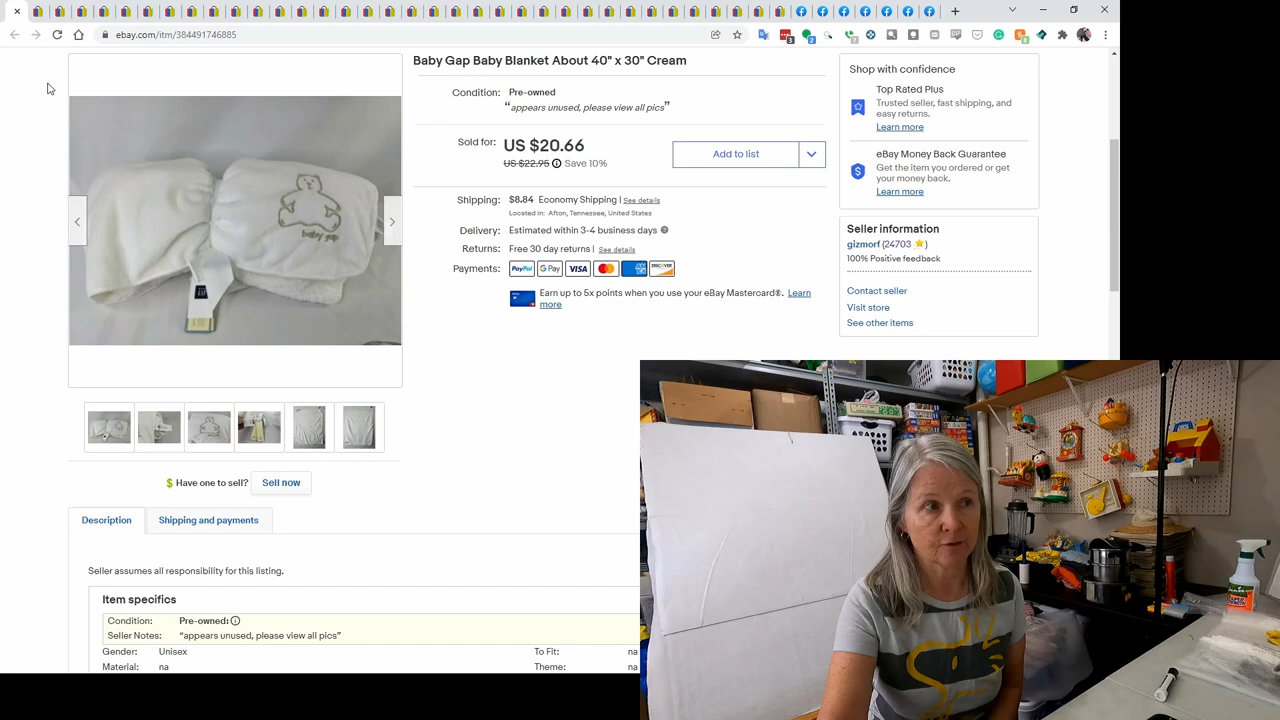 ebay.com/itm/384491746885
Baby Gap Baby Blanket About 40" x 30" Cream
Condition: Pre-owned
“appears unused, please view all pics”
Sold for: US $20.66
US $22.95 Save 10%
Add to list
Shipping: $8.84 Economy Shipping | See details
Located in: Afton, Tennessee, United States
Delivery: Estimated within 3-4 business days
Returns: Free 30 day returns | See details
Payments: PayPal G Pay VISA DISCOVER
Earn up to 5x points when you use your eBay Mastercard®. Learn
more
Shop with confidence
Top Rated Plus
Trusted seller, fast shipping, and
easy returns.
Learn more
eBay Money Back Guarantee
Get the item you ordered or get
your money back.
Learn more
Seller information
gizmorf (24703)
100% Positive feedback
Contact seller
Visit store
See other items
baby gap
$ Have one to sell? Sell now
Description
Shipping and payments
Seller assumes all responsibility for this listing.
Item specifics
Condition: Pre-owned:
Seller Notes: “appears unused, please view all pics”
Gender: Unisex
To Fit: na
Material: na
Theme: na